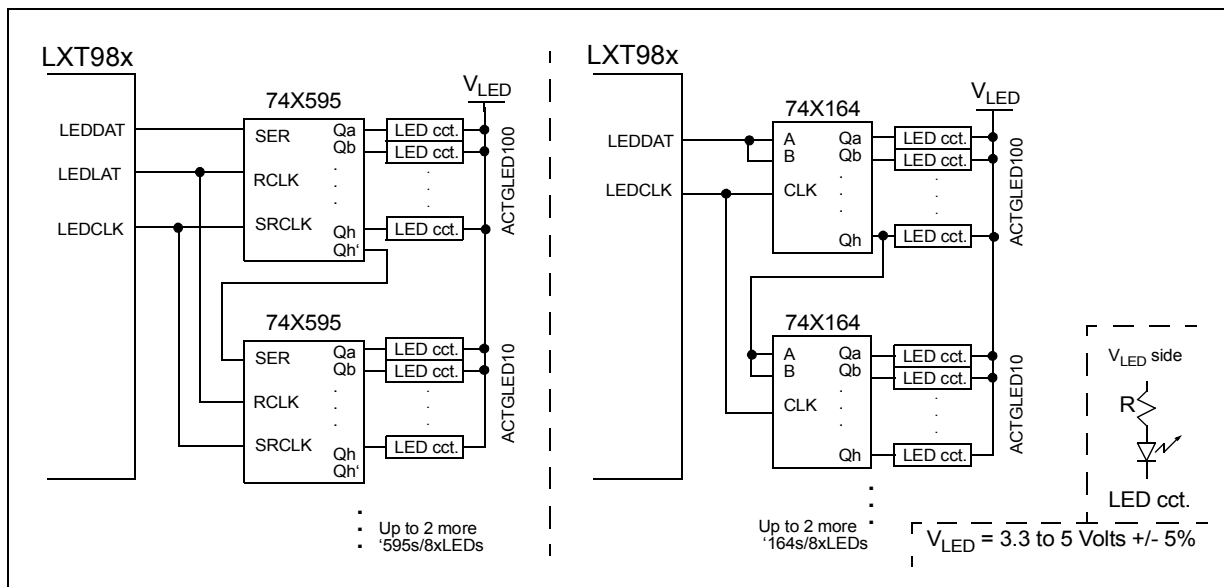 LXT98x
LEDDAT
LEDLAT
LEDCLK
74X595
SER
RCLK
SRCLK
Qa
Qb
Qh
Qh‘
LED cct.
LED cct.
LED cct.
VLED
ACTGLED100
74X595
SER
RCLK
SRCLK
Qa
Qb
Qh
Qh‘
LED cct.
LED cct.
LED cct.
ACTGLED10
Up to 2 more
‘595s/8xLEDs
LXT98x
LEDDAT
LEDCLK
74X164
A
B
CLK
Qa
Qb
Qh
LED cct.
LED cct.
LED cct.
VLED
ACTGLED100
74X164
A
B
CLK
Qa
Qb
Qh
LED cct.
LED cct.
LED cct.
ACTGLED10
Up to 2 more
‘164s/8xLEDs
VLED side
R
LED cct.
VLED = 3.3 to 5 Volts +/- 5%